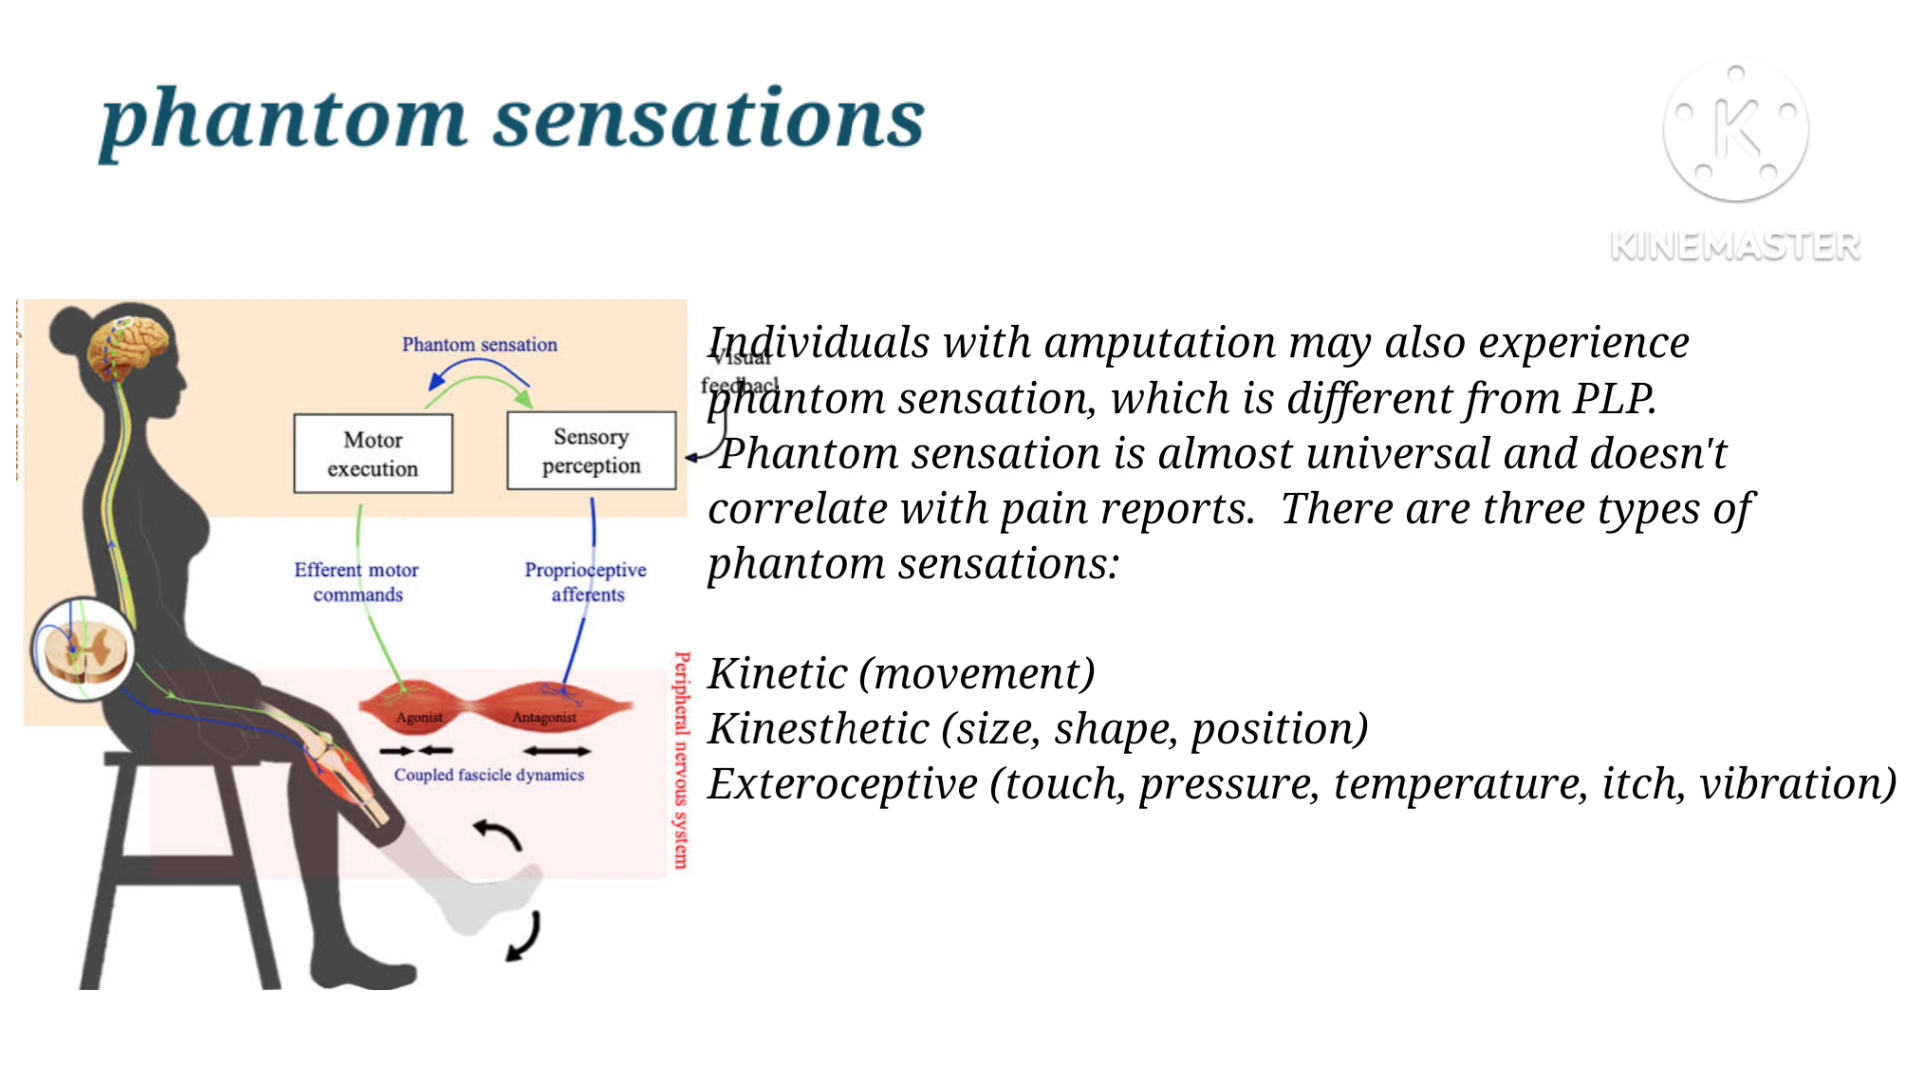 phantom sensations
K
KINEMASTER
Phantom sensation
Visual
Motor
execution
Sensory
perception
Efferent motor
commands
Proprioceptive
afferents
Agonist
Antagonist
Coupled fascicle dynamics
Peripheral nervous system
Individuals with amputation may also experience
phantom sensation, which is different from PLP.
Phantom sensation is almost universal and doesn't
correlate with pain reports.  There are three types of
phantom sensations:
Kinetic (movement)
Kinesthetic (size, shape, position)
Exteroceptive (touch, pressure, temperature, itch, vibration)